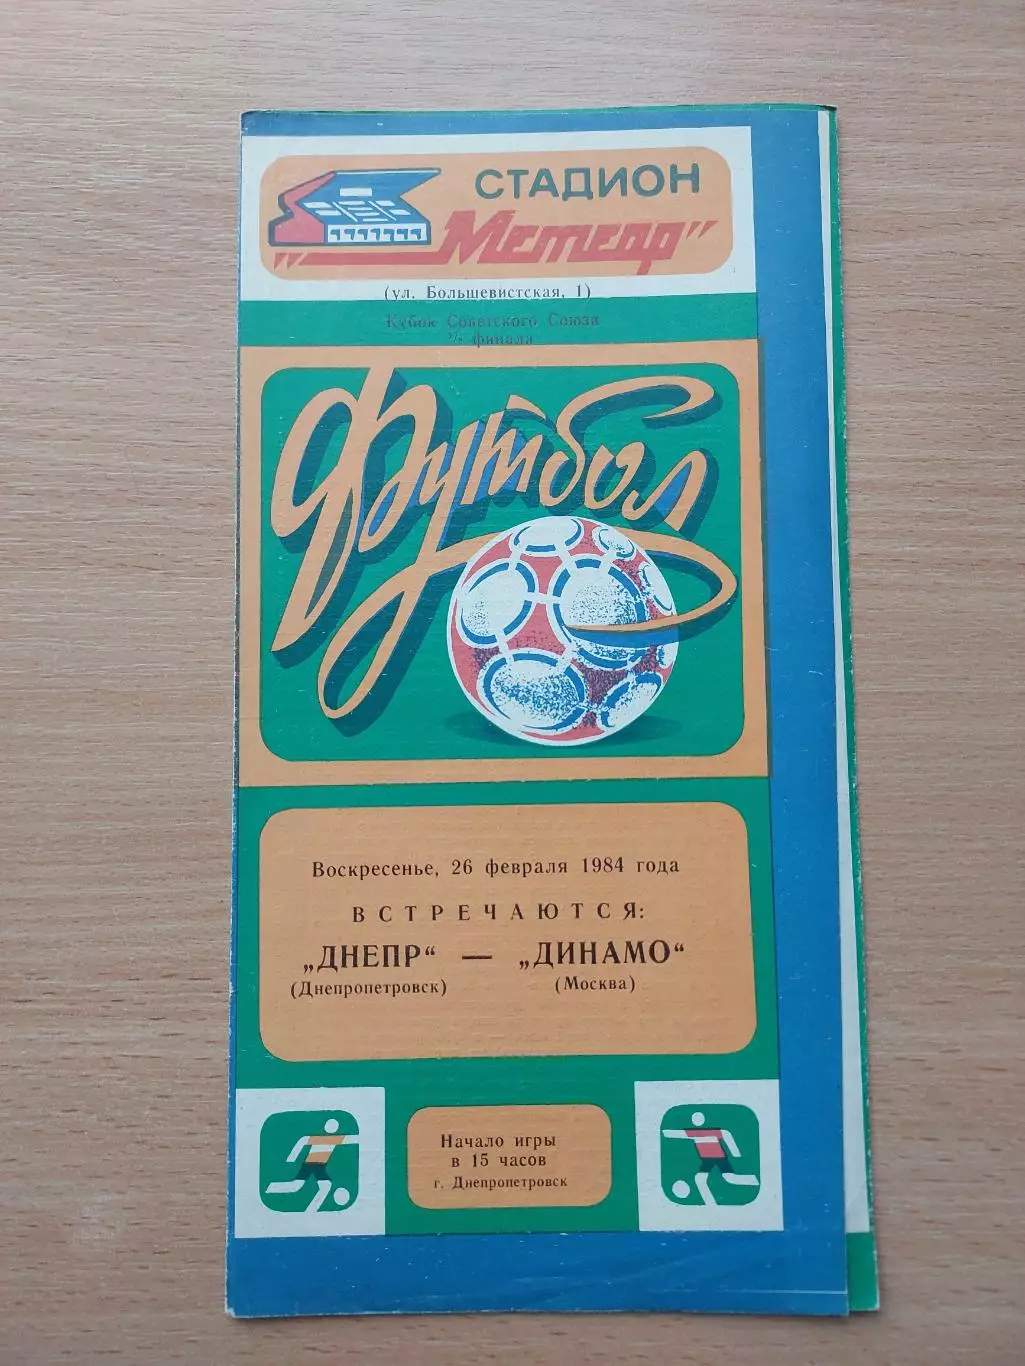 СТАДИОН
„Метеор"
(ул. Большевистская, 1)
Кубок Советского Союза
финала
Футбол
Воскресенье, 26 февраля 1984 года
ВСТРЕЧАЮТСЯ:
„ДНЕПР“ — „ДИНАМО“
(Днепропетровск) (Москва)
Начало игры
в 15 часов
г. Днепропетровск